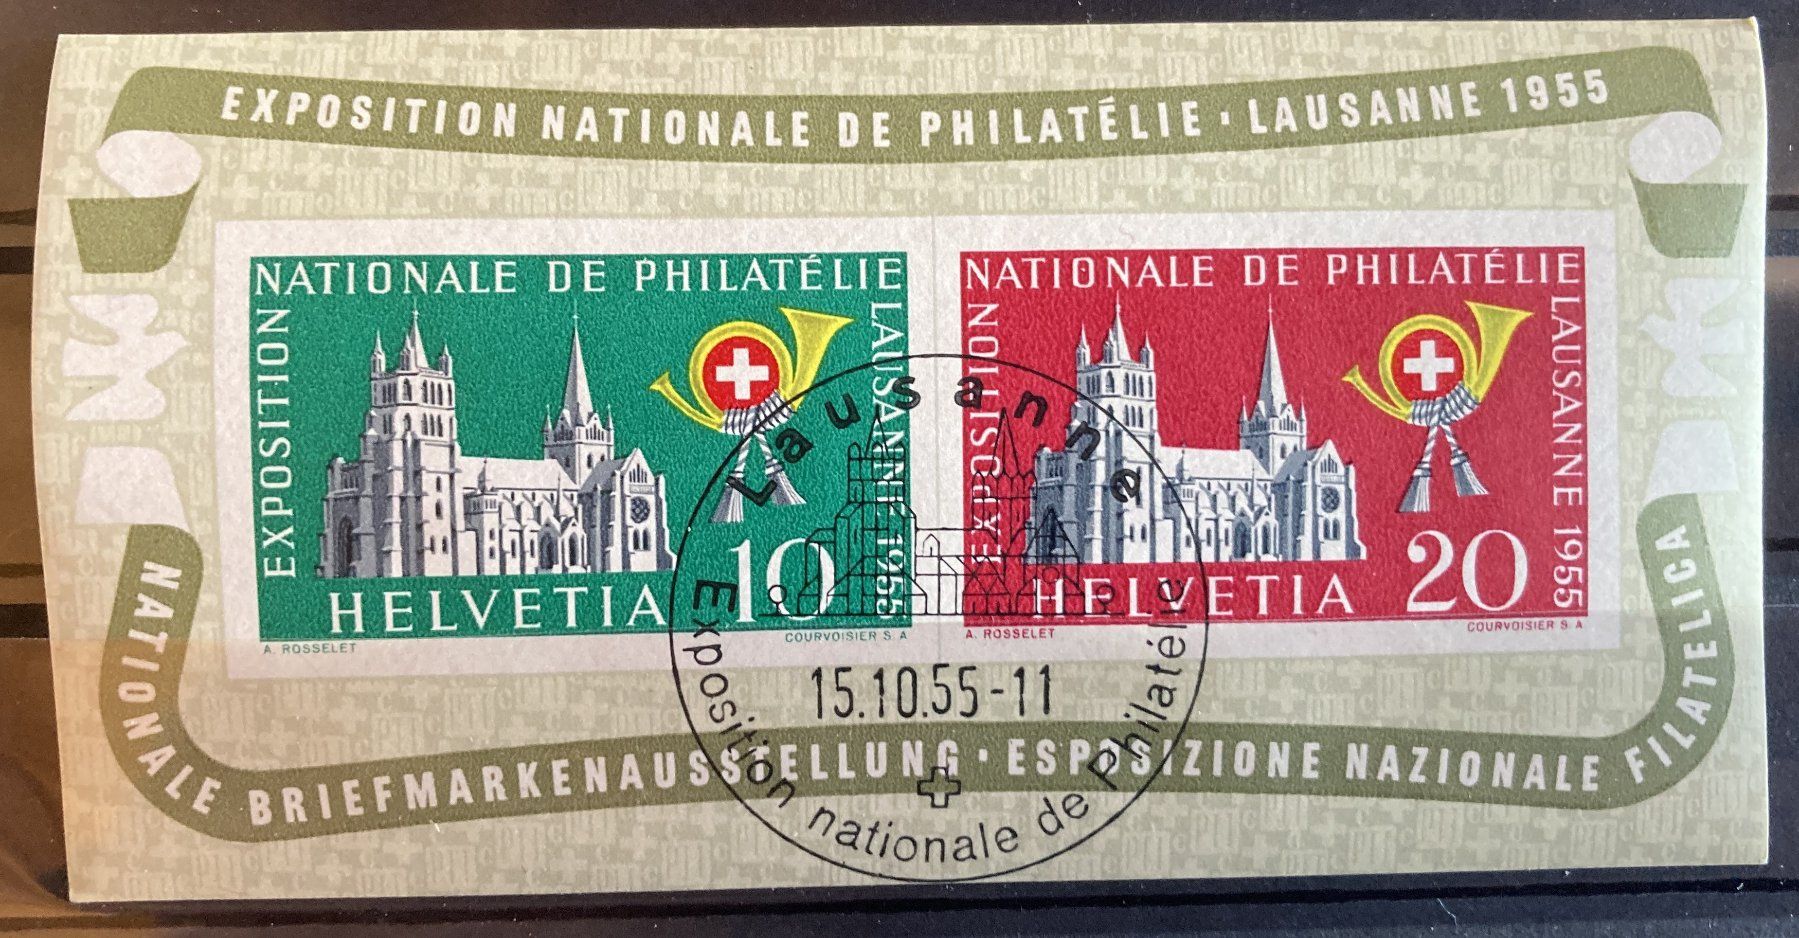 EXPOSITION NATIONALE DE PHILATÉLIE · LAUSANNE 1955
EXPOSITION
NATIONALE DE PHILATÉLIE
LAUSANNE 1955
HELVETIA 10
A. ROSSELET
COURVOISIER S A
EXPOSITION
NATIONALE DE PHILATÉLIE
LAUSANNE 1955
HELVETIA 20
A. ROSSELET
COURVOISIER S A
Lausanne
15.10.55-11
Exposition nationale de Philatélie
NATIONALE BRIEFMARKENAUSSTELLUNG · ESPOSIZIONE NAZIONALE FILATELICA